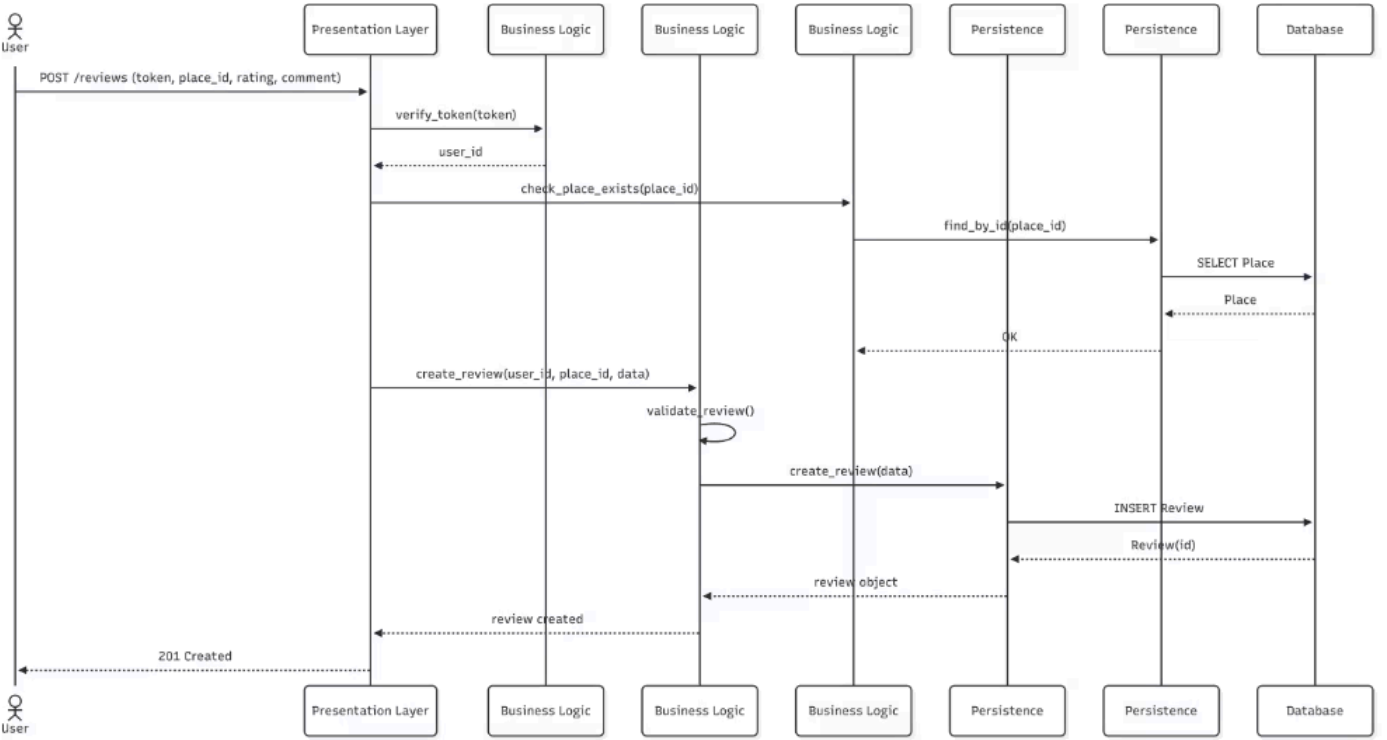 User
Presentation Layer
Business Logic
Business Logic
Business Logic
Persistence
Persistence
Database
POST /reviews (token, place_id, rating, comment)
verify_token(token)
user_id
check_place_exists(place_id)
find_by_id(place_id)
SELECT Place
Place
OK
create_review(user_id, place_id, data)
validate_review()
create_review(data)
INSERT Review
Review(id)
review object
review created
201 Created
User
Presentation Layer
Business Logic
Business Logic
Business Logic
Persistence
Persistence
Database